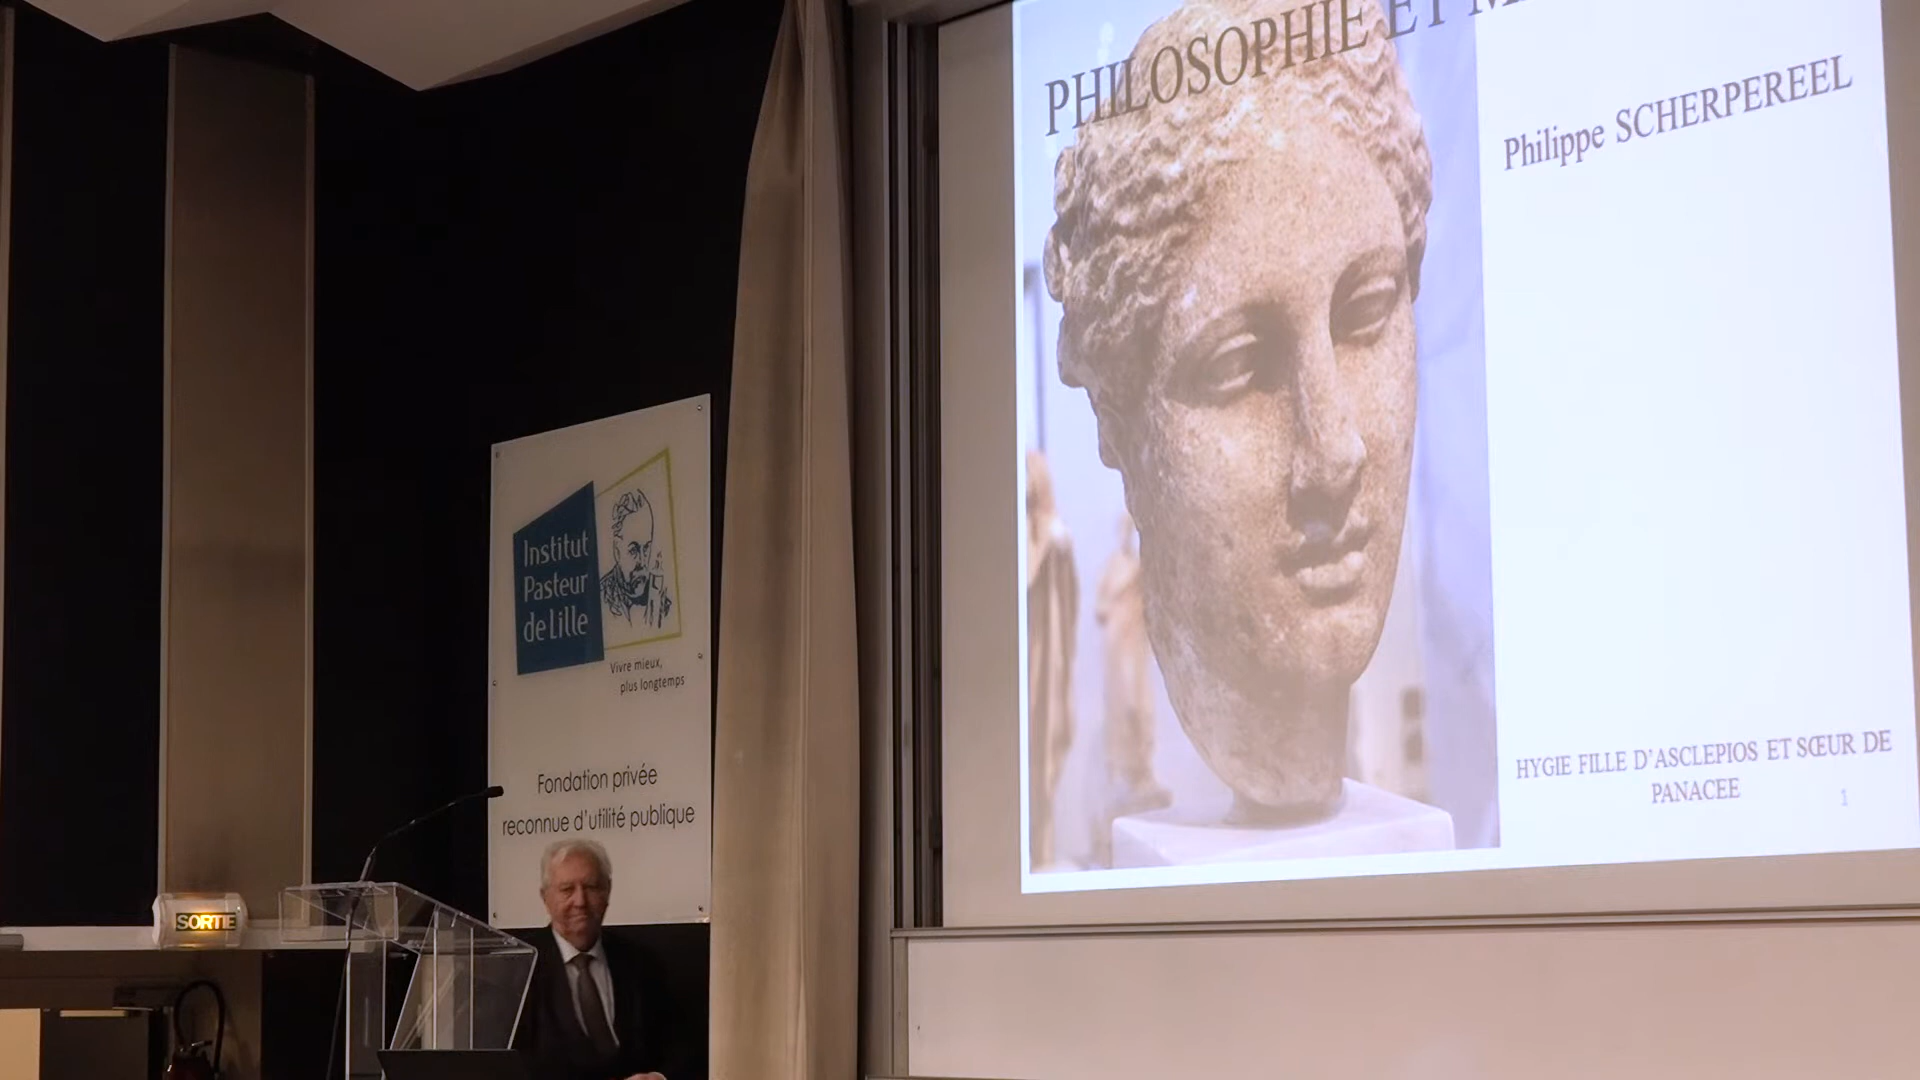 PHILOSOPHIE ET
Philippe SCHERPEREEL
HYGIE FILLE D'ASCLEPIOS ET SŒUR DE
PANACEE
1
Institut
Pasteur
de Lille
Vivre mieux,
plus longtemps
Fondation privée
reconnue d'utilité publique
SORTIE